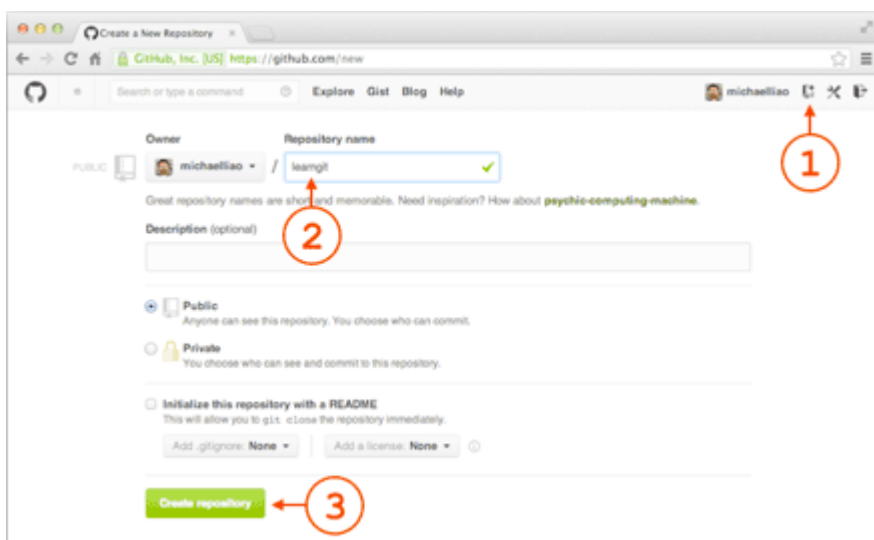 Create a New Repository
GitHub, Inc. [US] https://github.com/new
Search or type a command
Explore Gist Blog Help
michaelliao
1
Owner
Repository name
PUBLIC
michaelliao
/
learngit
Great repository names are short and memorable. Need inspiration? How about psychic-computing-machine.
2
Description (optional)
Public
Anyone can see this repository. You choose who can commit.
Private
You choose who can see and commit to this repository.
Initialize this repository with a README
This will allow you to git clone the repository immediately.
Add .gitignore: None
Add a license: None
Create repository
3